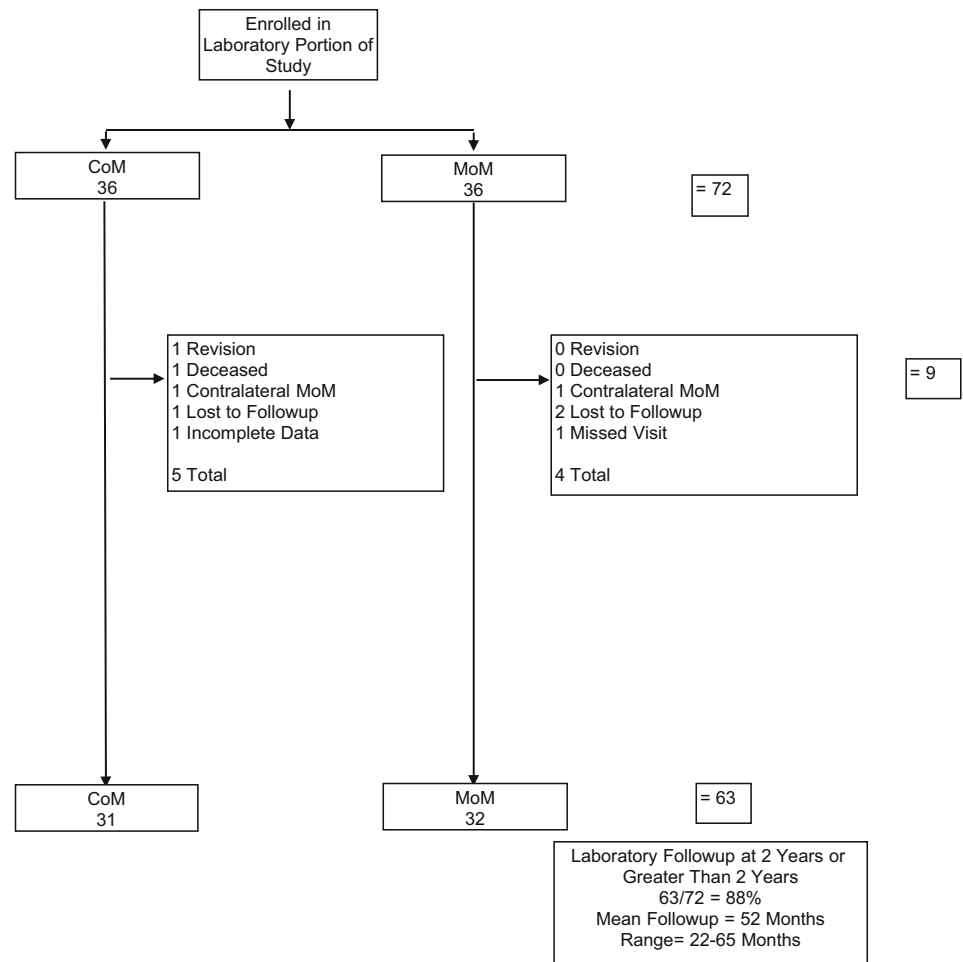 Enrolled in
Laboratory Portion of
Study
CoM
36
MoM
36
= 72
1 Revision
1 Deceased
1 Contralateral MoM
1 Lost to Followup
1 Incomplete Data
5 Total
0 Revision
0 Deceased
1 Contralateral MoM
2 Lost to Followup
1 Missed Visit
4 Total
= 9
CoM
31
MoM
32
= 63
Laboratory Followup at 2 Years or
Greater Than 2 Years
63/72 = 88%
Mean Followup = 52 Months
Range= 22-65 Months